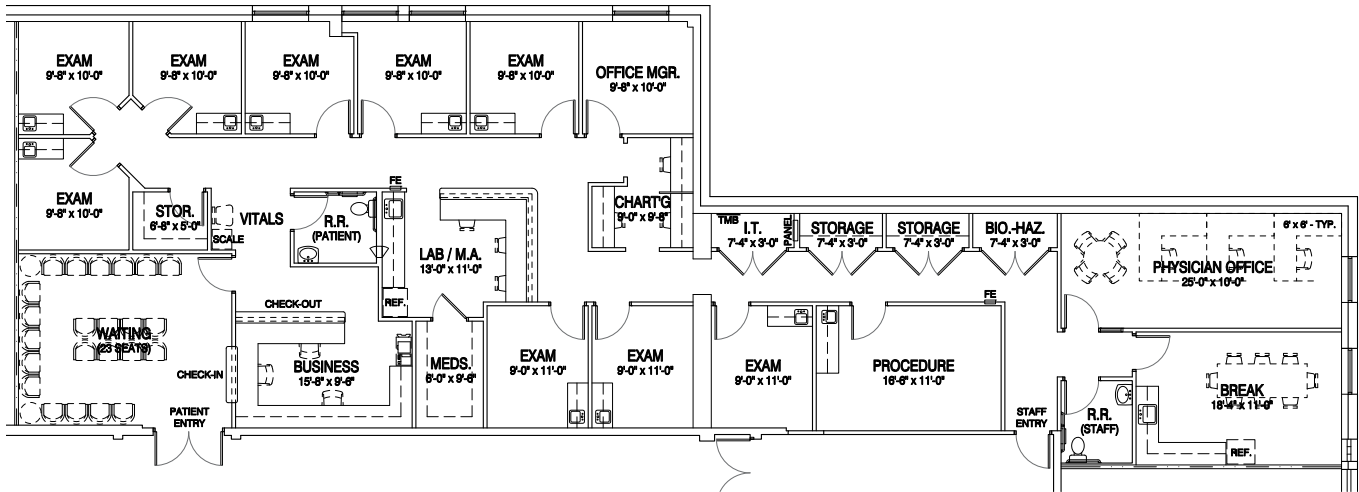 EXAM
9'-8" x 10'-0"
EXAM
9'-8" x 10'-0"
EXAM
9'-8" x 10'-0"
EXAM
9'-8" x 10'-0"
EXAM
9'-8" x 10'-0"
OFFICE MGR.
9'-8" x 10'-0"
EXAM
9'-8" x 10'-0"
STOR.
6'-8" x 5'-0"
VITALS
SCALE
R.R.
(PATIENT)
FE
LAB / M.A.
13'-0" x 11'-0"
REF.
CHART'G
9'-0" x 9'-8"
TMB
I.T.
7'-4" x 3'-0"
PANEL
STORAGE
7'-4" x 3'-0"
STORAGE
7'-4" x 3'-0"
BIO.-HAZ.
7'-4" x 3'-0"
6' x 6' - TYP.
PHYSICIAN OFFICE
25'-0" x 10'-0"
FE
WAITING
(23 SEATS)
CHECK-OUT
CHECK-IN
BUSINESS
15'-8" x 9'-6"
MEDS.
6'-0" x 9'-6"
EXAM
9'-0" x 11'-0"
EXAM
9'-0" x 11'-0"
EXAM
9'-0" x 11'-0"
PROCEDURE
16'-6" x 11'-0"
PATIENT
ENTRY
STAFF
ENTRY
R.R.
(STAFF)
BREAK
18'-4" x 11'-0"
REF.